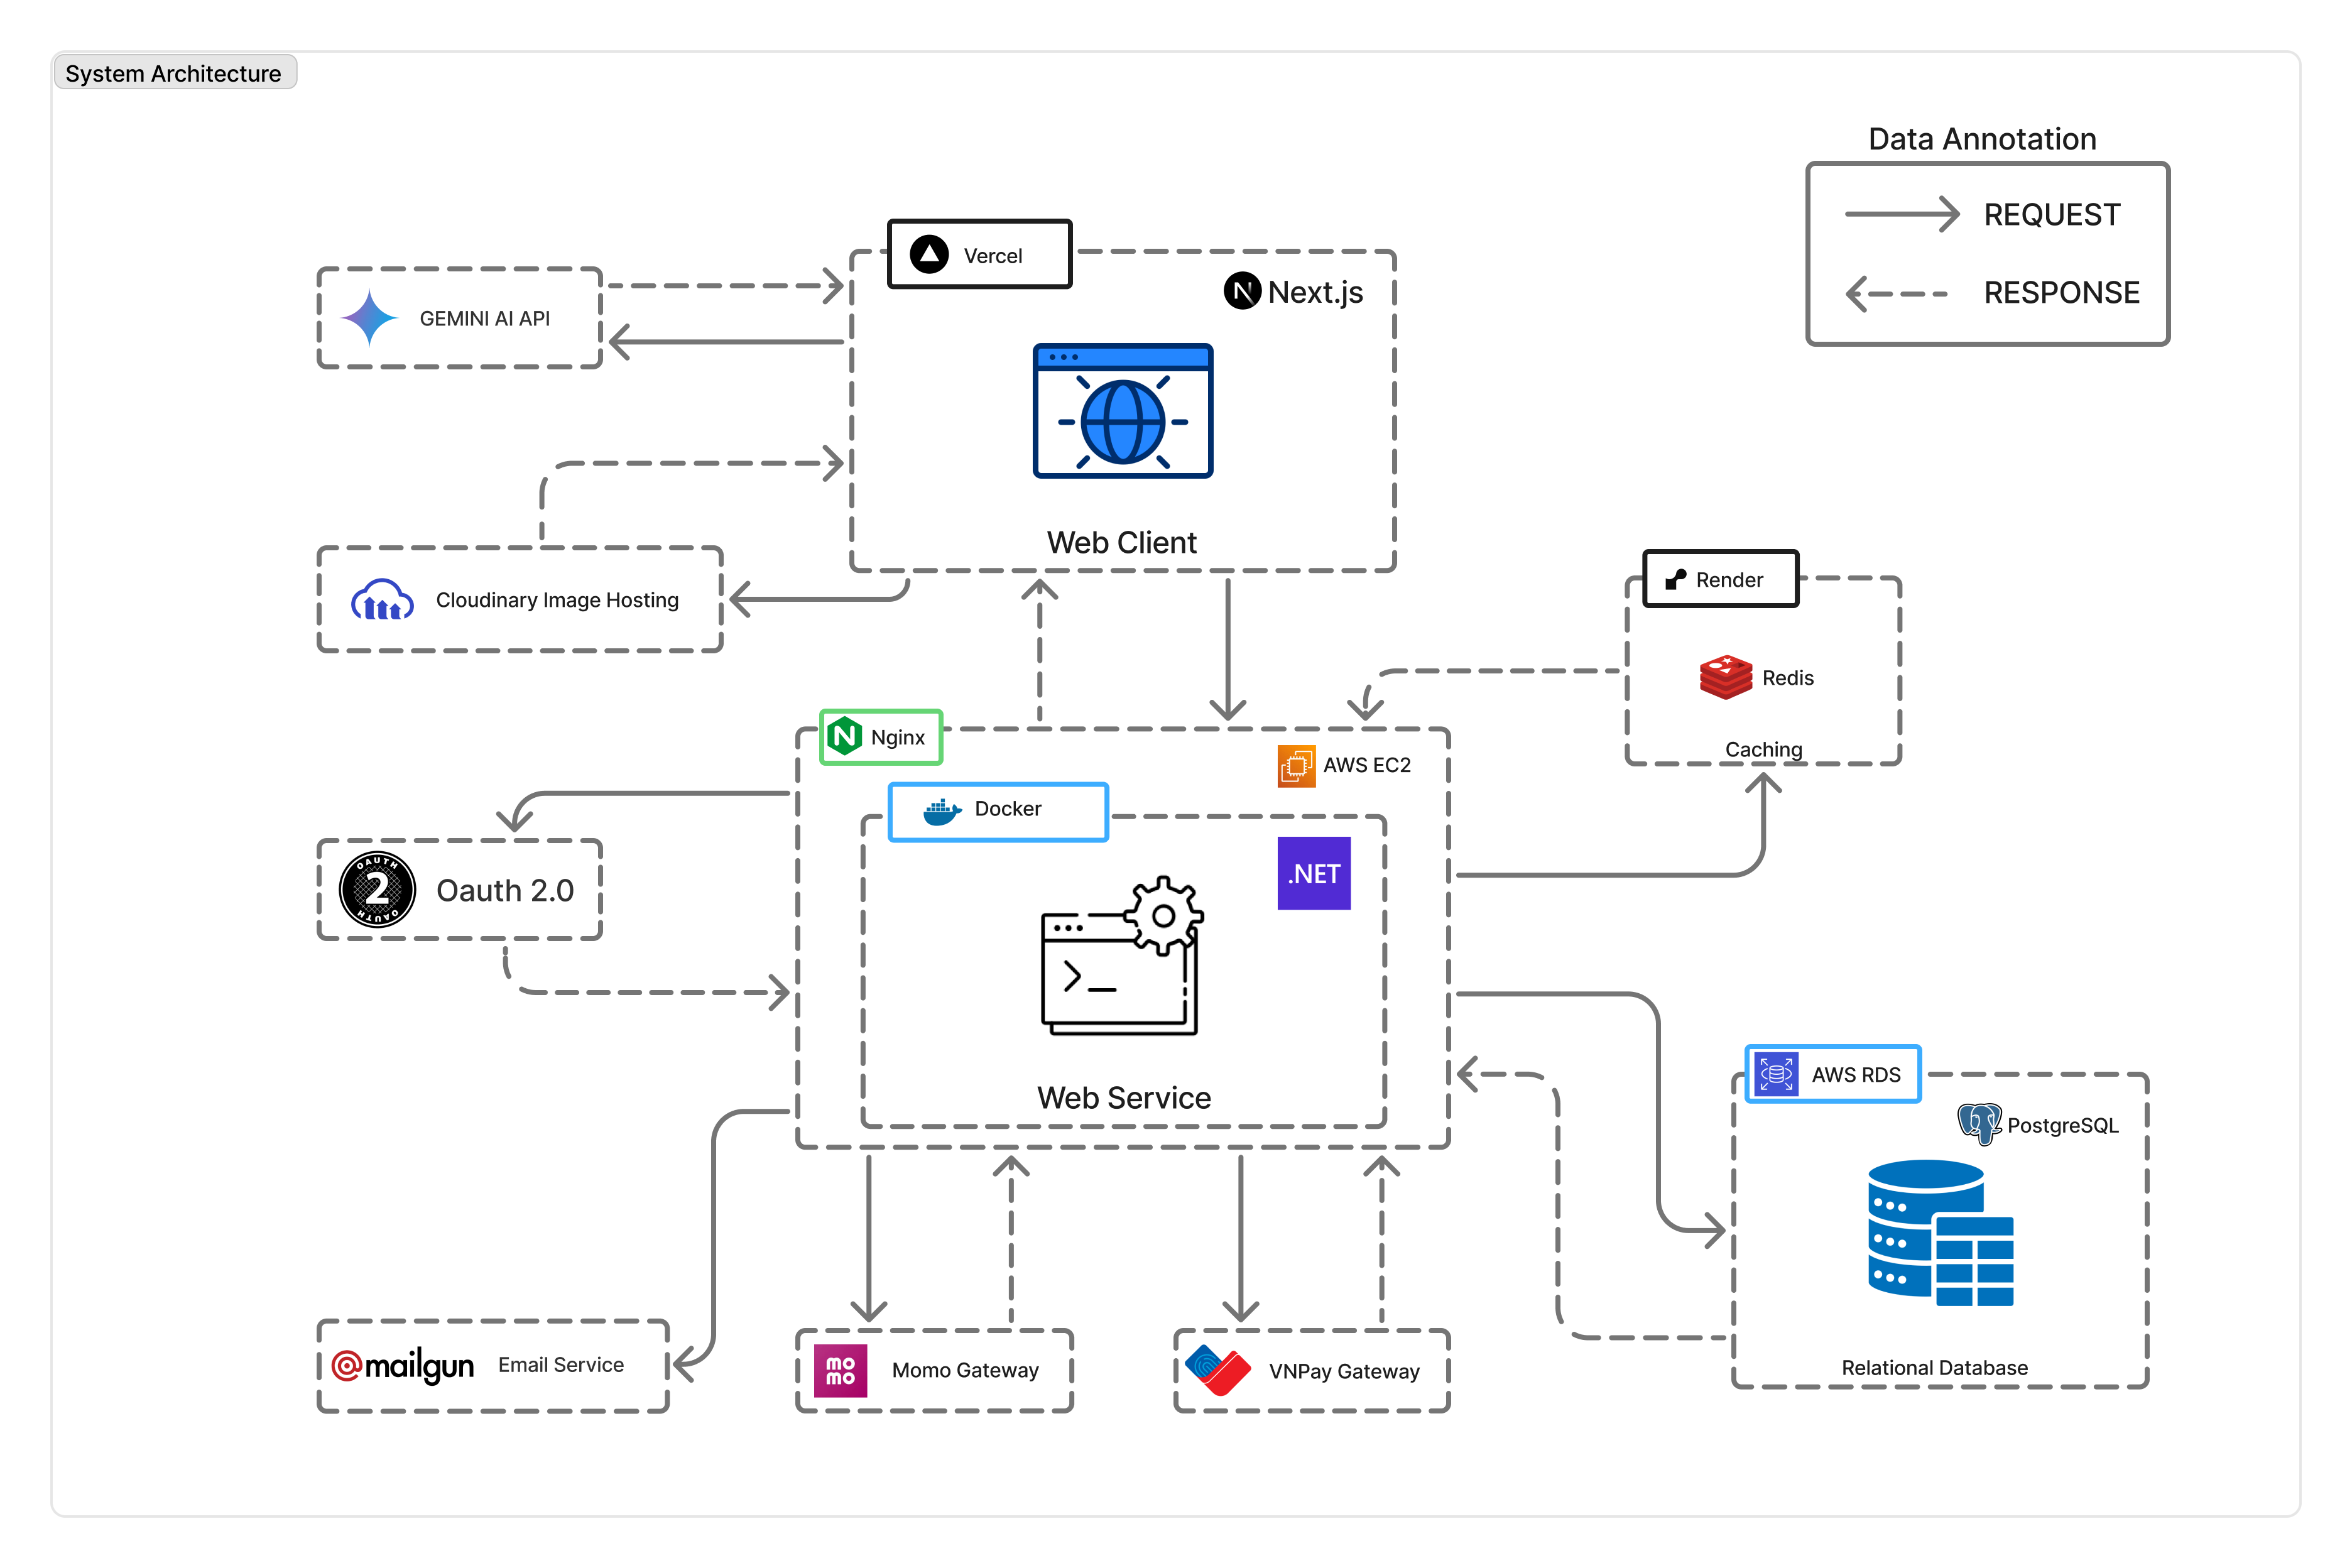 System Architecture
Data Annotation
REQUEST
RESPONSE
Vercel
Next.js
GEMINI AI API
Web Client
Cloudinary Image Hosting
Render
Redis
Caching
Nginx
AWS EC2
Docker
.NET
OAUTH
2
OAUTH
Oauth 2.0
Web Service
AWS RDS
PostgreSQL
Relational Database
mailgun Email Service
mo
mo
Momo Gateway
VNPay Gateway